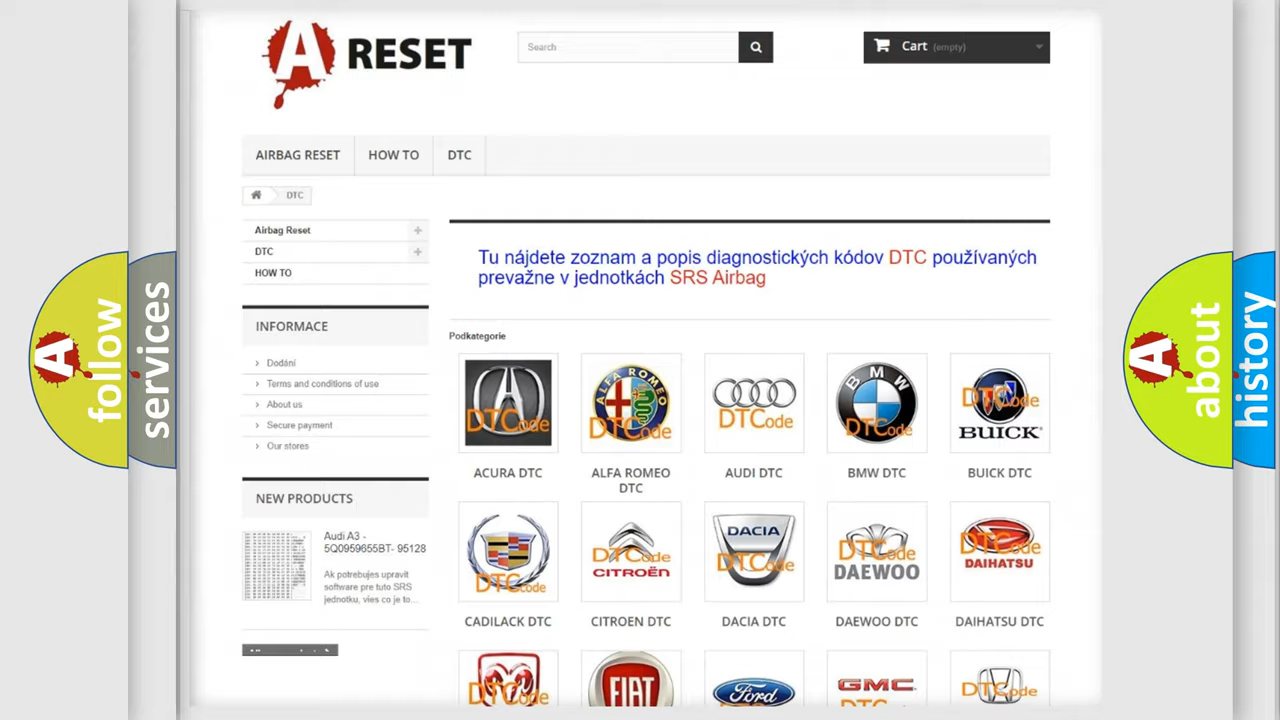 A RESET
Search
Cart (empty)
AIRBAG RESET
HOW TO
DTC
DTC
Airbag Reset
DTC
HOW TO
INFORMACE
Dodání
Terms and conditions of use
About us
Secure payment
Our stores
NEW PRODUCTS
Audi A3 -
5Q0959655BT- 95128
Ak potrebujes upravit
software pre tuto SRS
jednotku, vies co je to...
Tu nájdete zoznam a popis diagnostických kódov DTC používaných
prevažne v jednotkách SRS Airbag
Podkategorie
DTCode
ACURA DTC
ALFA ROMEO
DTCode
ALFA ROMEO
DTC
DTCode
AUDI DTC
BMW
DTCode
BMW DTC
DTCode
BUICK
BUICK DTC
DTCode
CADILACK DTC
DTCode
CITROËN
CITROEN DTC
DACIA
DTCode
DACIA DTC
DTCode
DAEWOO
DAEWOO DTC
DTCode
DAIHATSU
DAIHATSU DTC
DTCode
FIAT
Ford
GMC
DTCode
A follow
services
A about
history